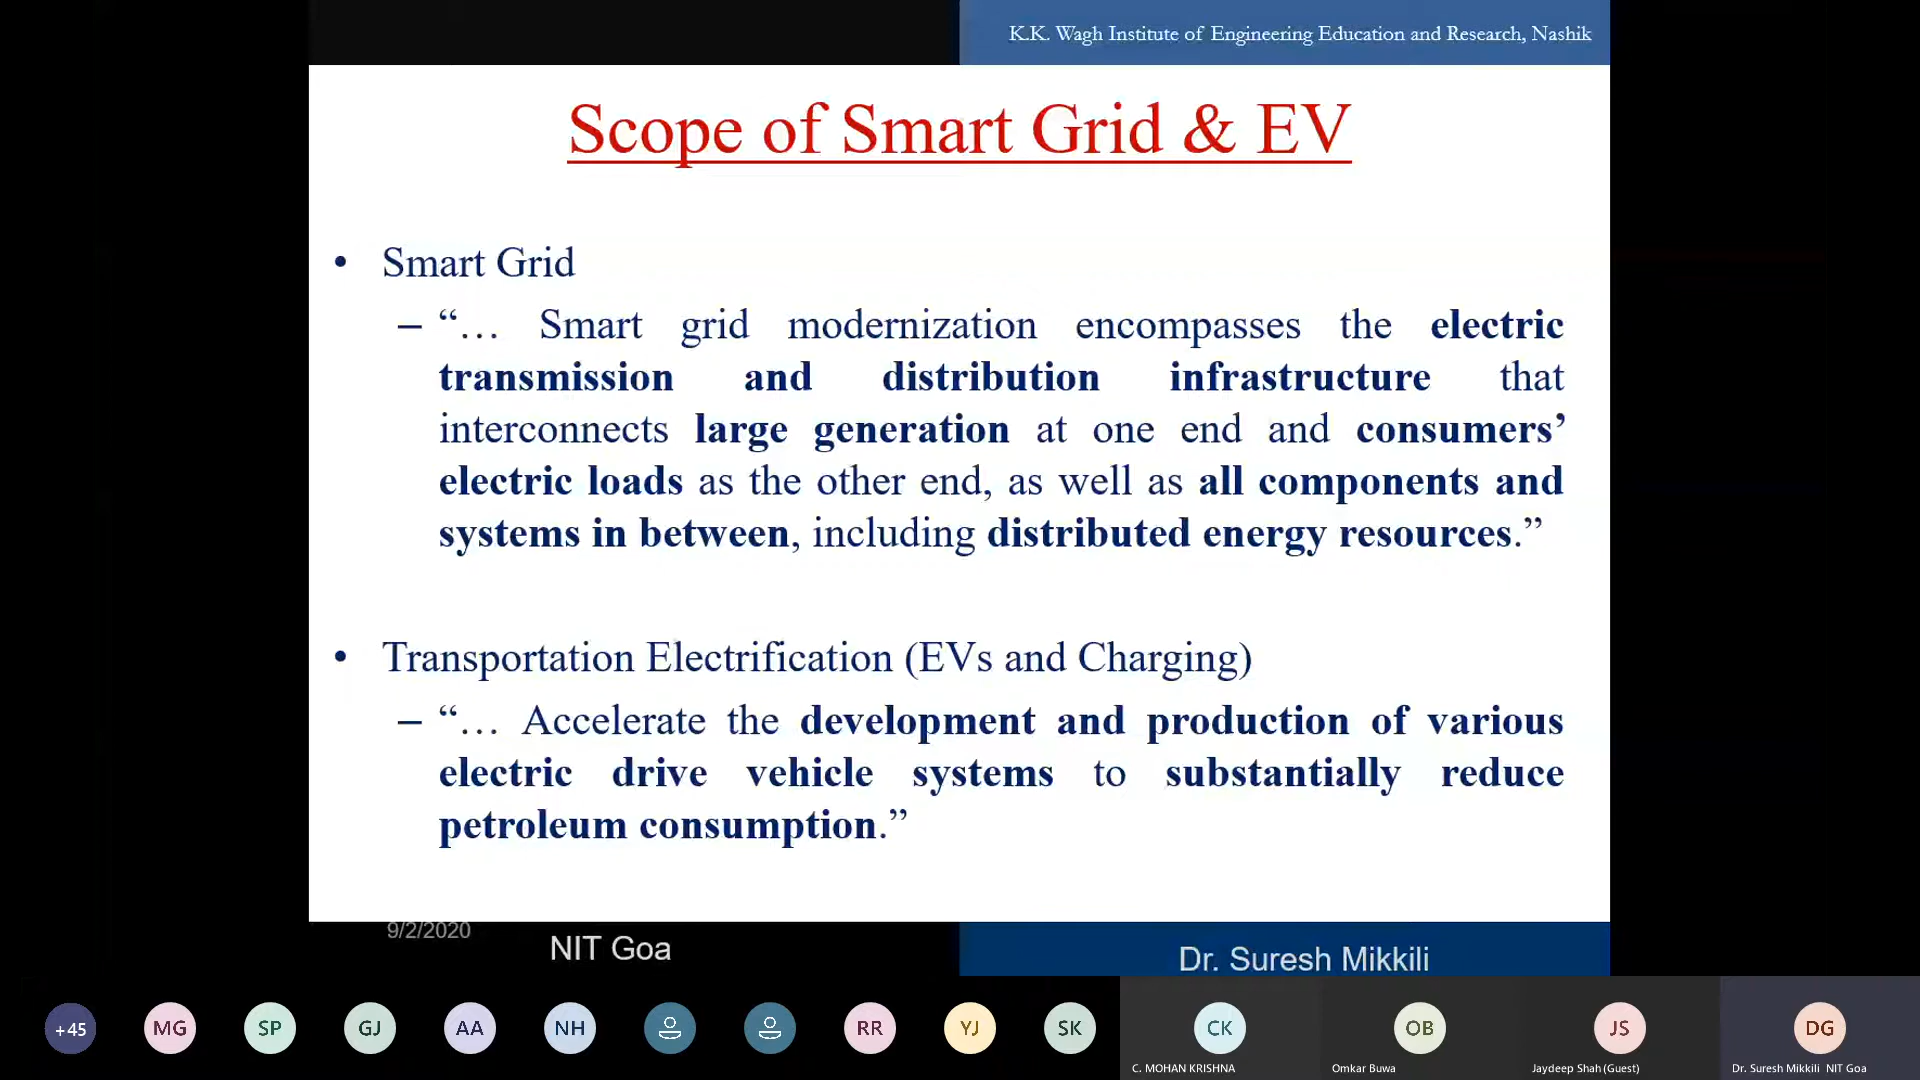 K.K. Wagh Institute of Engineering Education and Research, Nashik
Scope of Smart Grid & EV
• Smart Grid
– “… Smart grid modernization encompasses the electric
transmission and distribution infrastructure that
interconnects large generation at one end and consumers’
electric loads as the other end, as well as all components and
systems in between, including distributed energy resources.”
• Transportation Electrification (EVs and Charging)
– “… Accelerate the development and production of various
electric drive vehicle systems to substantially reduce
petroleum consumption.”
9/2/2020
NIT Goa
Dr. Suresh Mikkili
+45 MG SP GJ AA NH RR YJ SK CK OB JS DG
C. MOHAN KRISHNA Omkar Buwa Jaydeep Shah (Guest) Dr. Suresh Mikkili NIT Goa